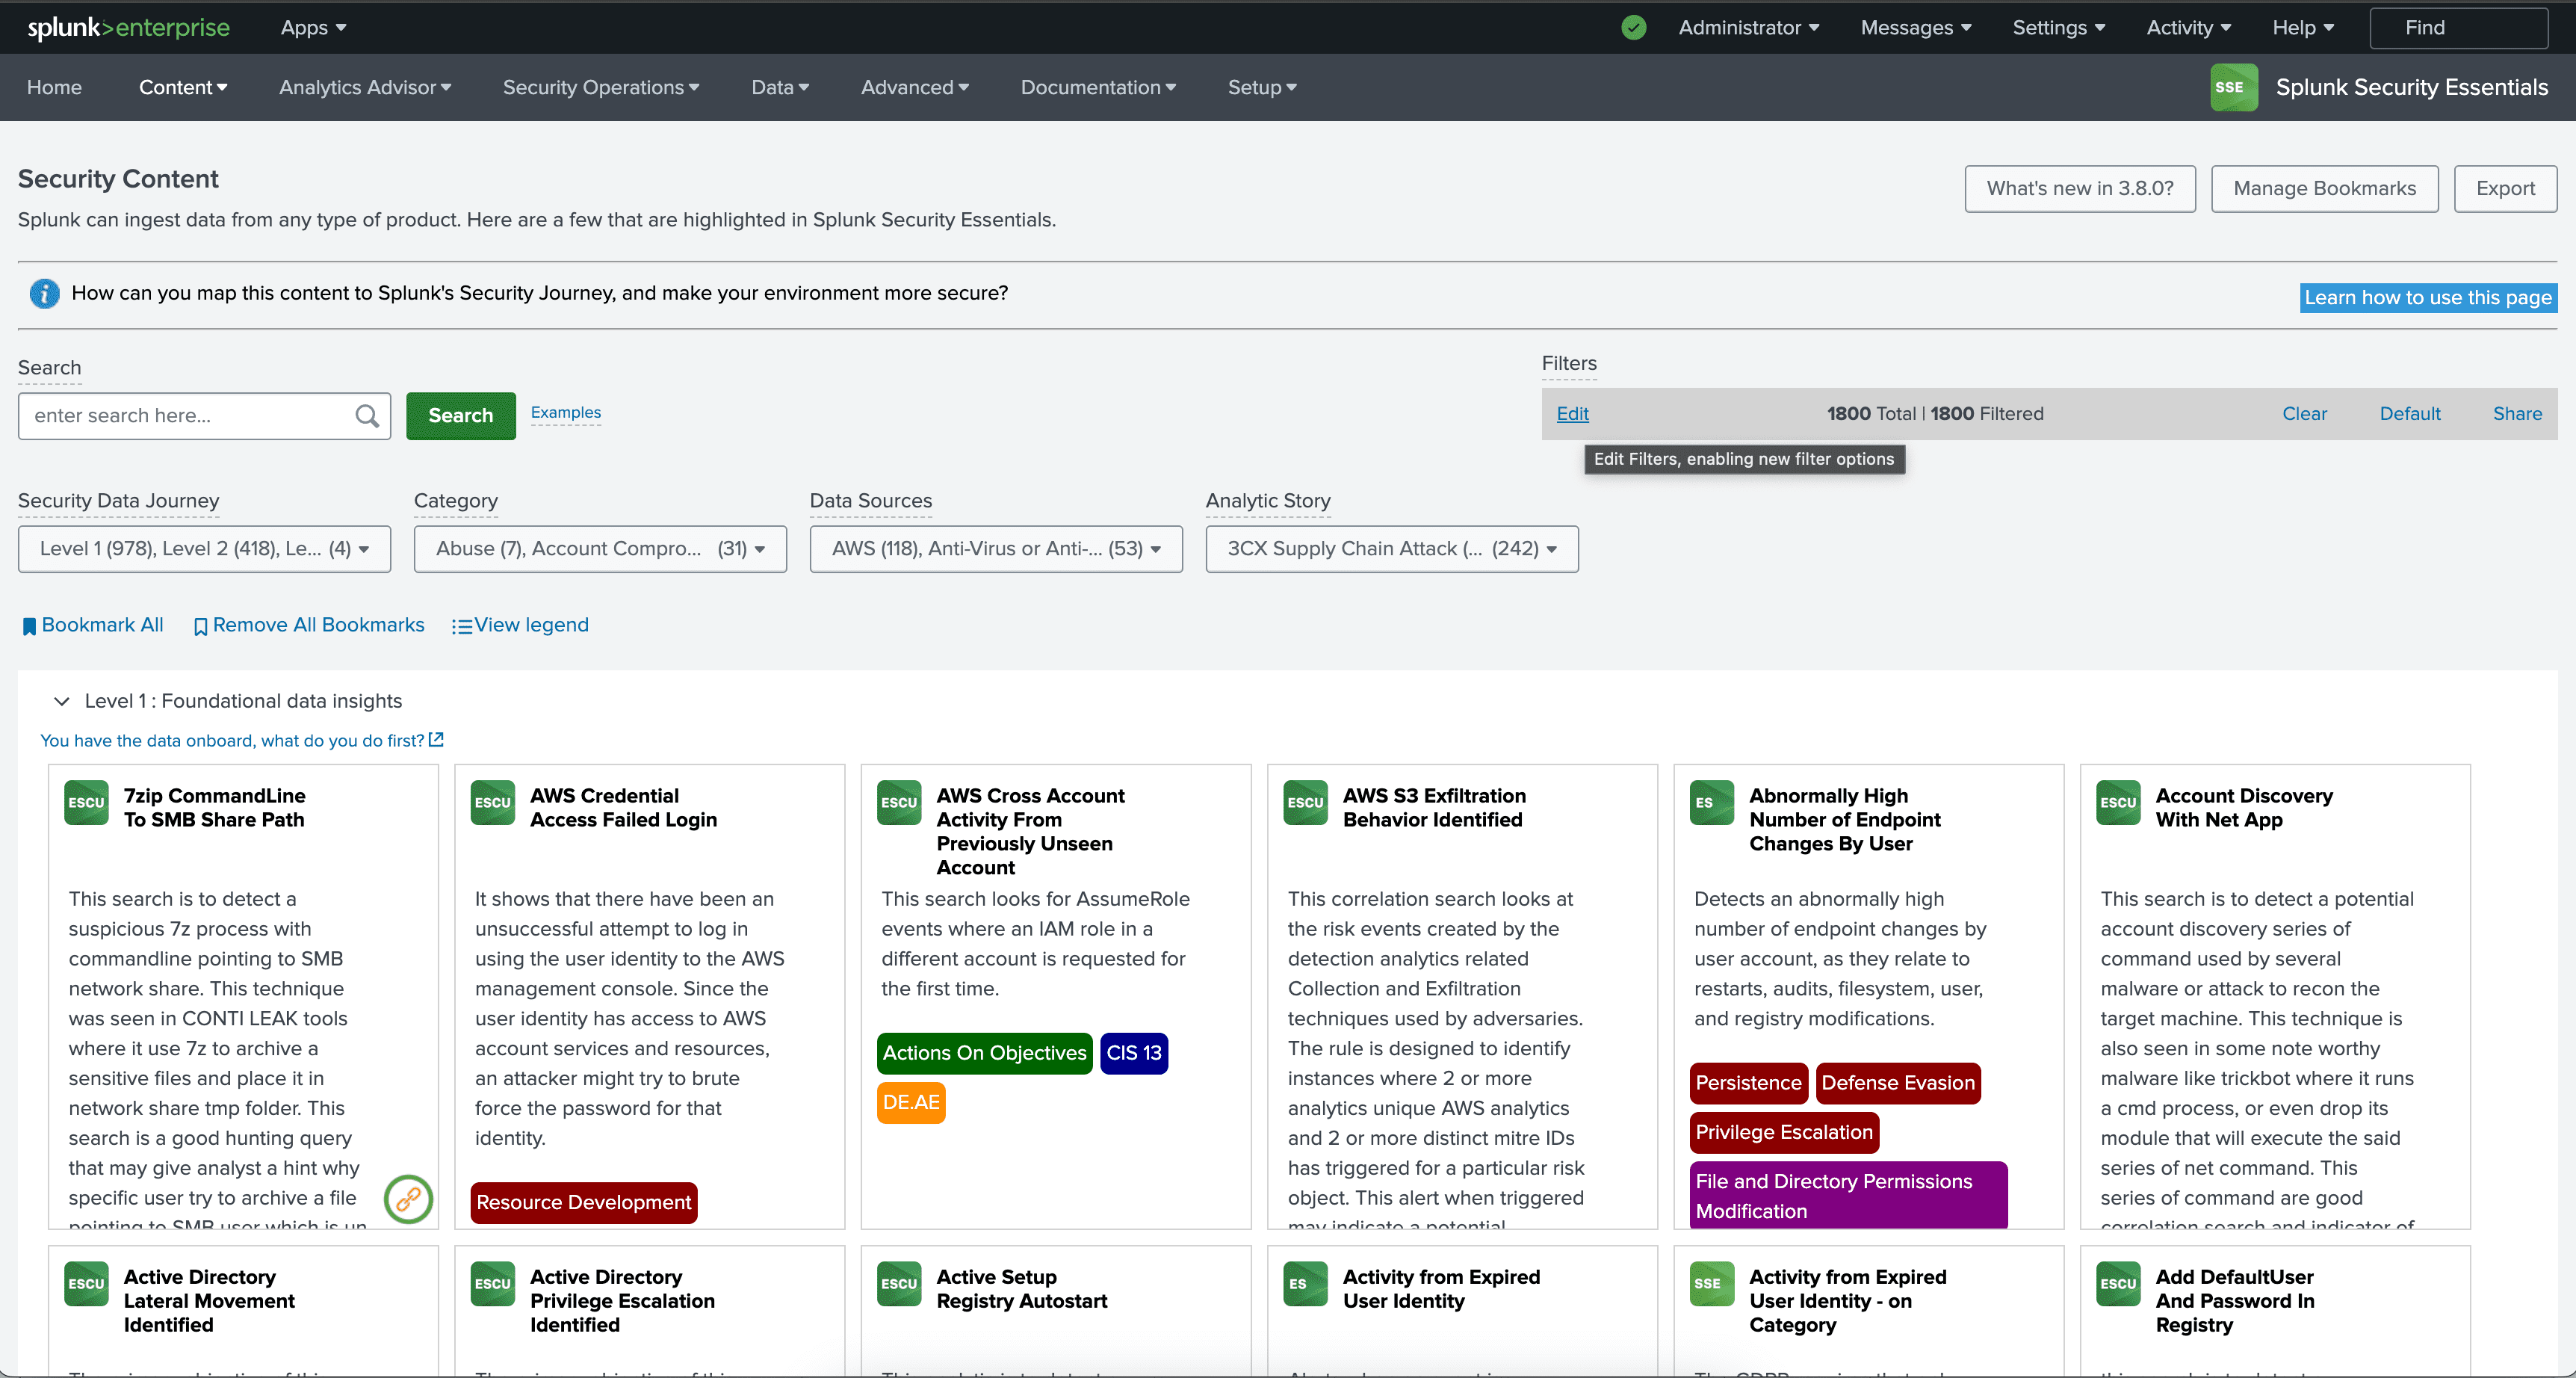 splunk>enterprise Apps Administrator Messages Settings Activity Help Find
Home Content Analytics Advisor Security Operations Data Advanced Documentation Setup SSE Splunk Security Essentials
Security Content
What's new in 3.8.0? Manage Bookmarks Export
Splunk can ingest data from any type of product. Here are a few that are highlighted in Splunk Security Essentials.
How can you map this content to Splunk's Security Journey, and make your environment more secure?
Learn how to use this page
Search
enter search here... Search Examples
Filters
Edit 1800 Total | 1800 Filtered Clear Default Share
Edit Filters, enabling new filter options
Security Data Journey Category Data Sources Analytic Story
Level 1 (978), Level 2 (418), Le... (4) Abuse (7), Account Compro... (31) AWS (118), Anti-Virus or Anti-... (53) 3CX Supply Chain Attack (... (242)
Bookmark All Remove All Bookmarks View legend
Level 1 : Foundational data insights
You have the data onboard, what do you do first?
ESCU
7zip CommandLine
To SMB Share Path
This search is to detect a
suspicious 7z process with
commandline pointing to SMB
network share. This technique
was seen in CONTI LEAK tools
where it use 7z to archive a
sensitive files and place it in
network share tmp folder. This
search is a good hunting query
that may give analyst a hint why
specific user try to archive a file
pointing to SMB user which is un
ESCU
AWS Credential
Access Failed Login
It shows that there have been an
unsuccessful attempt to log in
using the user identity to the AWS
management console. Since the
user identity has access to AWS
account services and resources,
an attacker might try to brute
force the password for that
identity.
Resource Development
ESCU
AWS Cross Account
Activity From
Previously Unseen
Account
This search looks for AssumeRole
events where an IAM role in a
different account is requested for
the first time.
Actions On Objectives CIS 13
DE.AE
ESCU
AWS S3 Exfiltration
Behavior Identified
This correlation search looks at
the risk events created by the
detection analytics related
Collection and Exfiltration
techniques used by adversaries.
The rule is designed to identify
instances where 2 or more
analytics unique AWS analytics
and 2 or more distinct mitre IDs
has triggered for a particular risk
object. This alert when triggered
may indicate a potential
ES
Abnormally High
Number of Endpoint
Changes By User
Detects an abnormally high
number of endpoint changes by
user account, as they relate to
restarts, audits, filesystem, user,
and registry modifications.
Persistence Defense Evasion
Privilege Escalation
File and Directory Permissions
Modification
ESCU
Account Discovery
With Net App
This search is to detect a potential
account discovery series of
command used by several
malware or attack to recon the
target machine. This technique is
also seen in some note worthy
malware like trickbot where it runs
a cmd process, or even drop its
module that will execute the said
series of net command. This
series of command are good
correlation search and indicator of
ESCU
Active Directory
Lateral Movement
Identified
ESCU
Active Directory
Privilege Escalation
Identified
ESCU
Active Setup
Registry Autostart
ES
Activity from Expired
User Identity
SSE
Activity from Expired
User Identity - on
Category
ESCU
Add DefaultUser
And Password In
Registry